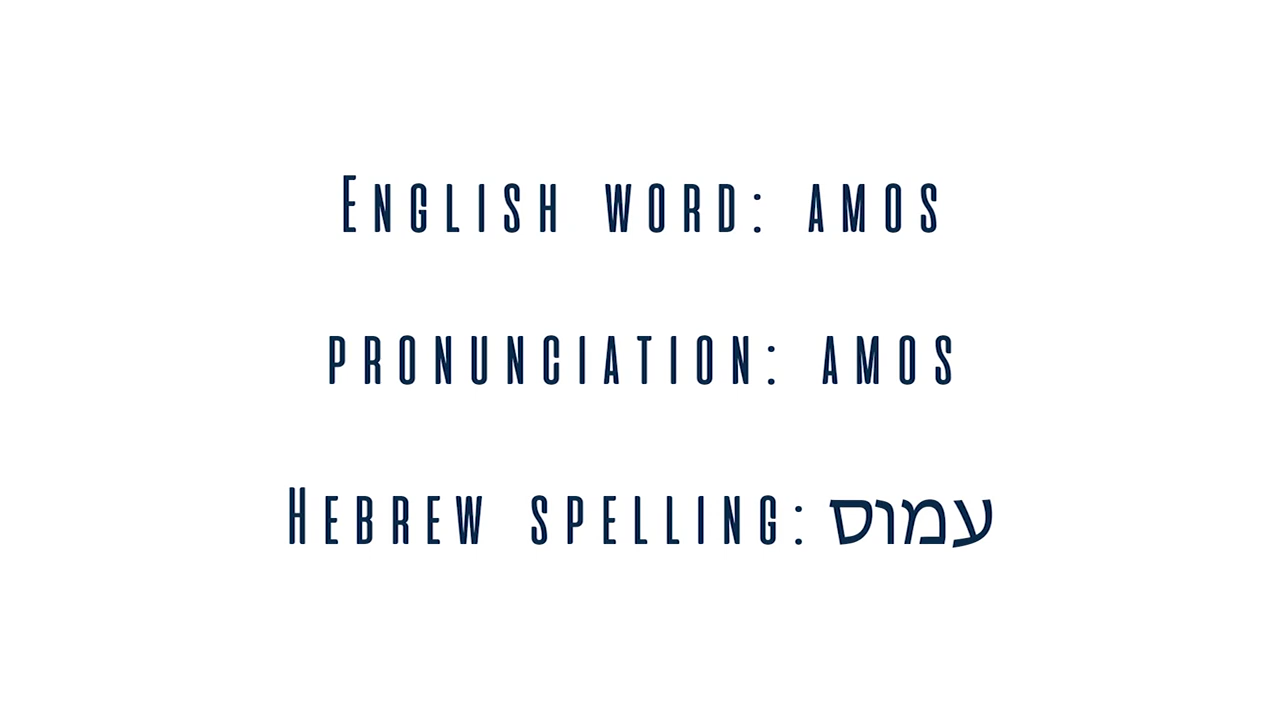 English word: amos
pronunciation: amos
Hebrew spelling: עמוס